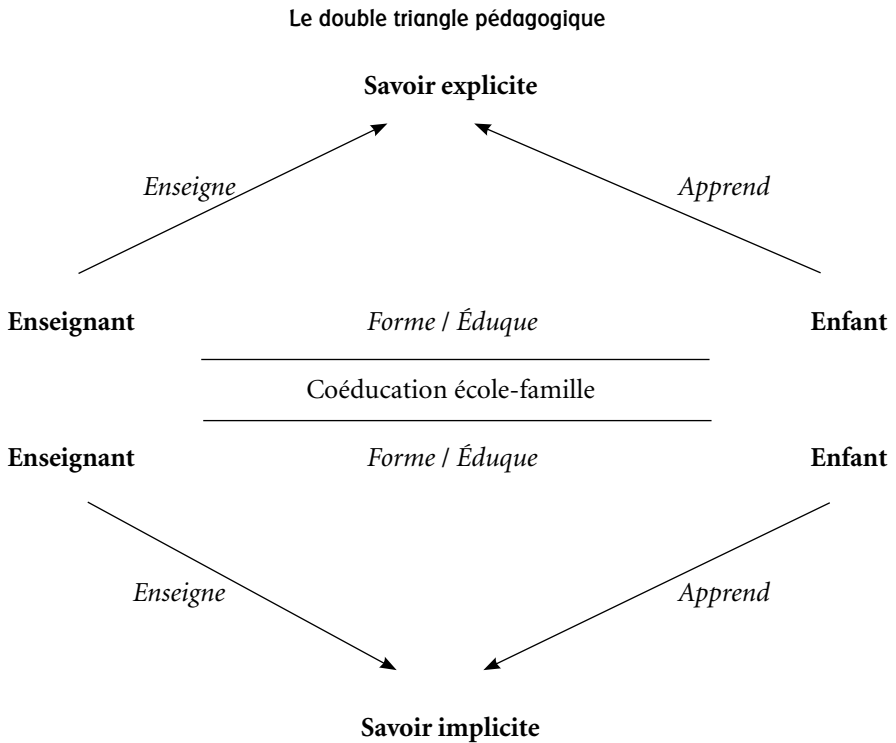 Le double triangle pédagogique
Savoir explicite
Enseigne
Apprend
Enseignant
Forme / Éduque
Enfant
Coéducation école-famille
Enseignant
Forme / Éduque
Enfant
Enseigne
Apprend
Savoir implicite